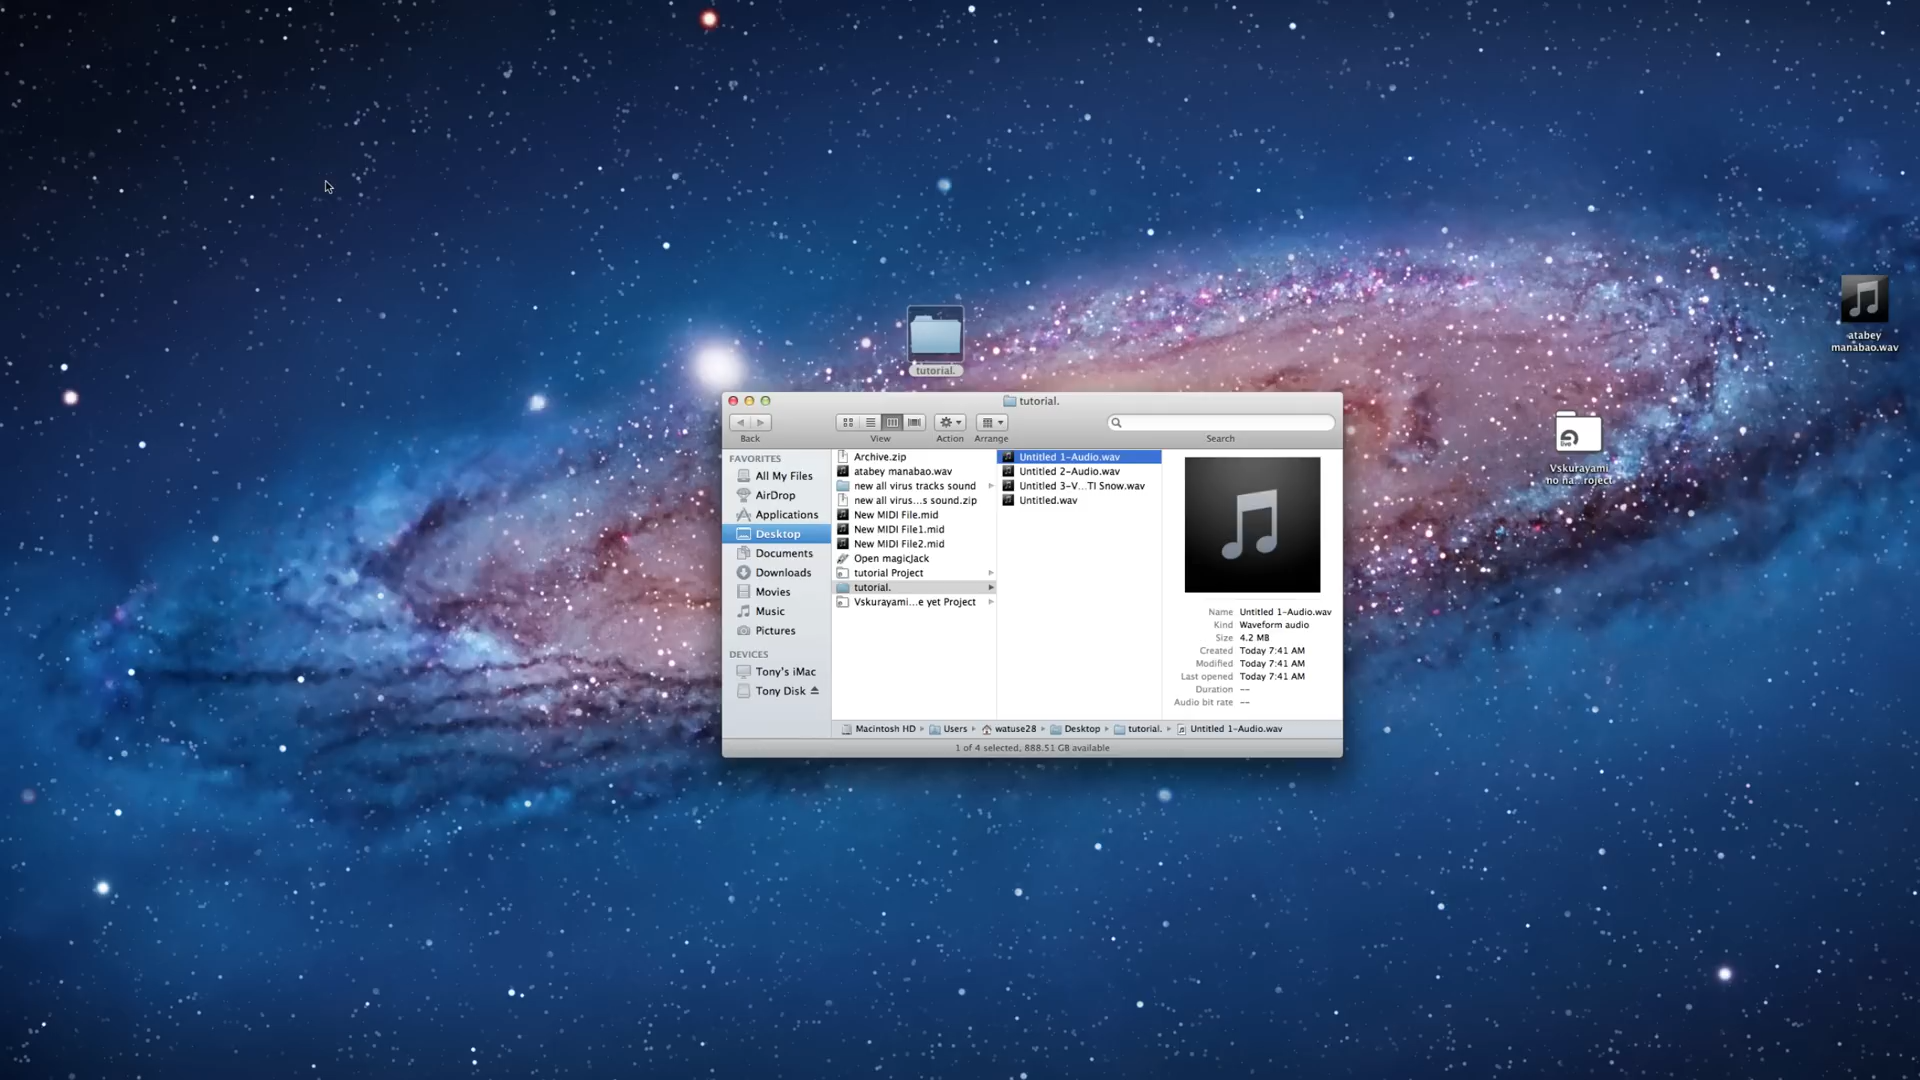 tutorial.
atabey
manabao.wav
Vskurayami
no na...roject
tutorial.
Back
View
Action
Arrange
Search
FAVORITES
All My Files
AirDrop
Applications
Desktop
Documents
Downloads
Movies
Music
Pictures
DEVICES
Tony's iMac
Tony Disk
Archive.zip
atabey manabao.wav
new all virus tracks sound
new all virus...s sound.zip
New MIDI File.mid
New MIDI File1.mid
New MIDI File2.mid
Open magicJack
tutorial Project
tutorial.
Vskurayami...e yet Project
Untitled 1-Audio.wav
Untitled 2-Audio.wav
Untitled 3-V...TI Snow.wav
Untitled.wav
Name Untitled 1-Audio.wav
Kind Waveform audio
Size 4.2 MB
Created Today 7:41 AM
Modified Today 7:41 AM
Last opened Today 7:41 AM
Duration --
Audio bit rate --
Macintosh HD Users watuse28 Desktop tutorial. Untitled 1-Audio.wav
1 of 4 selected, 888.51 GB available